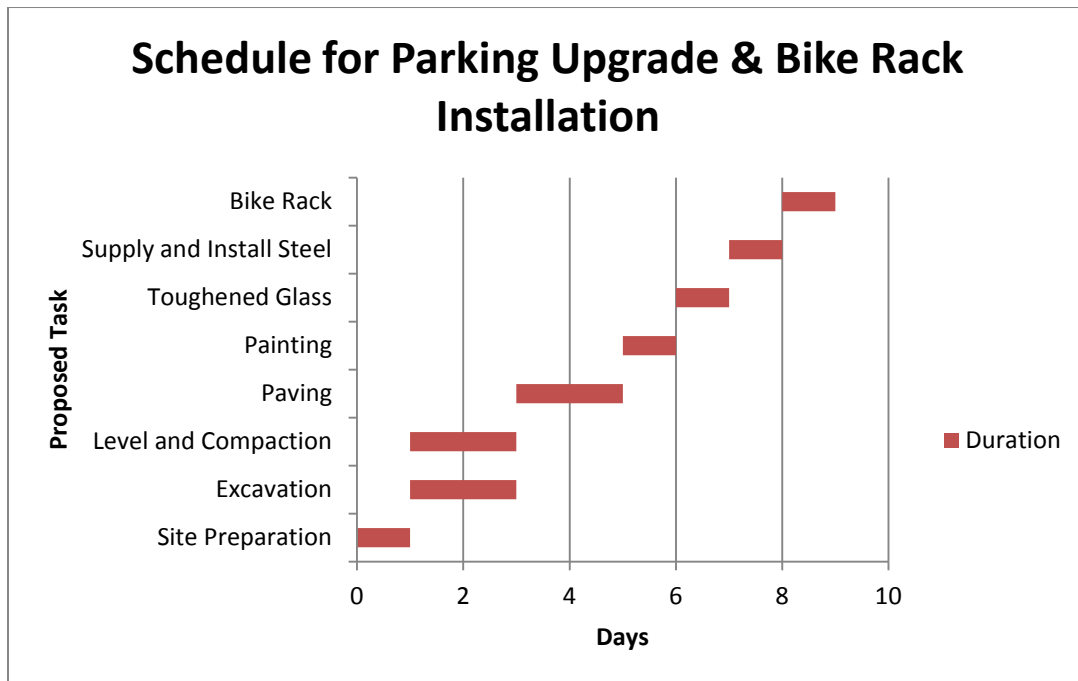 Schedule for Parking Upgrade & Bike Rack
Installation
Proposed Task
Bike Rack
Supply and Install Steel
Toughened Glass
Painting
Paving
Level and Compaction
Excavation
Site Preparation
Duration
0 2 4 6 8 10
Days